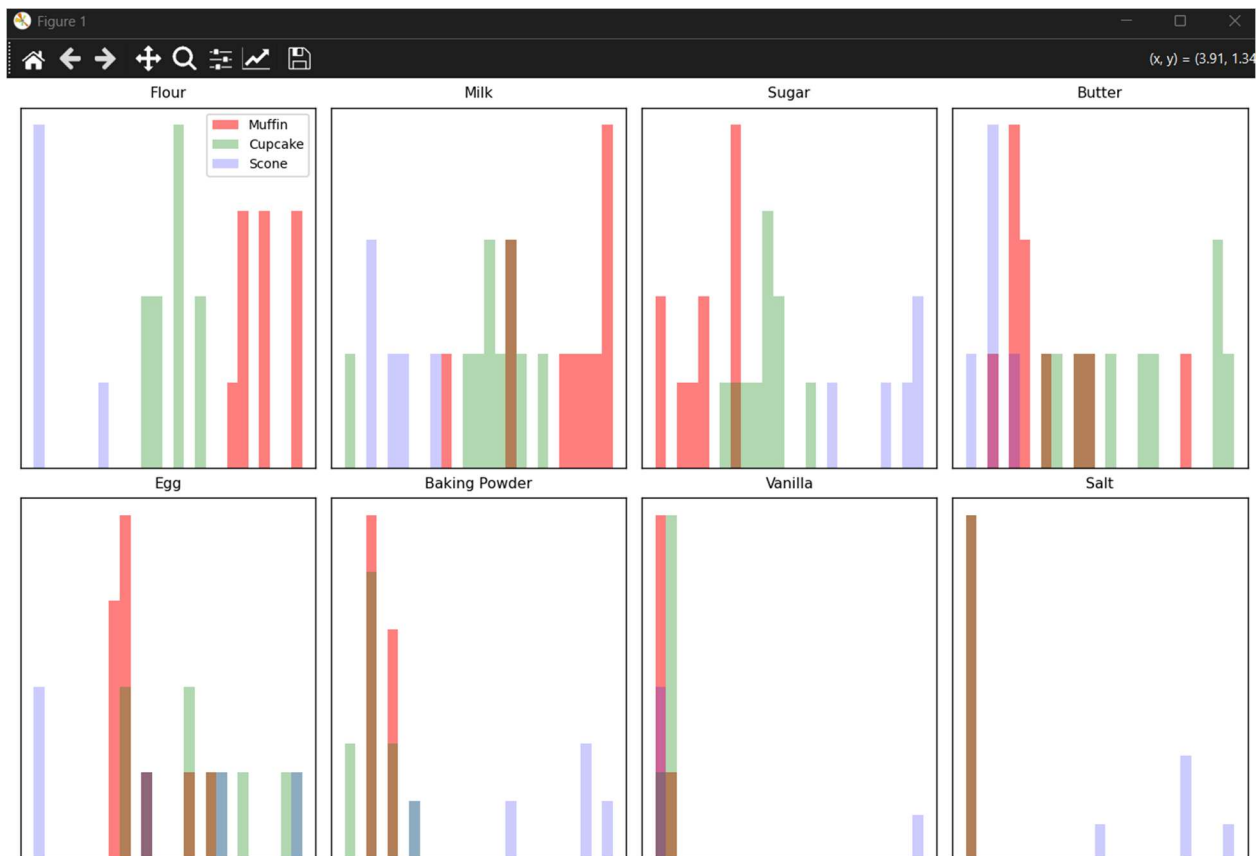 Figure 1
(x, y) = (3.91, 1.34
Flour
Milk
Sugar
Butter
Muffin
Cupcake
Scone
Egg
Baking Powder
Vanilla
Salt